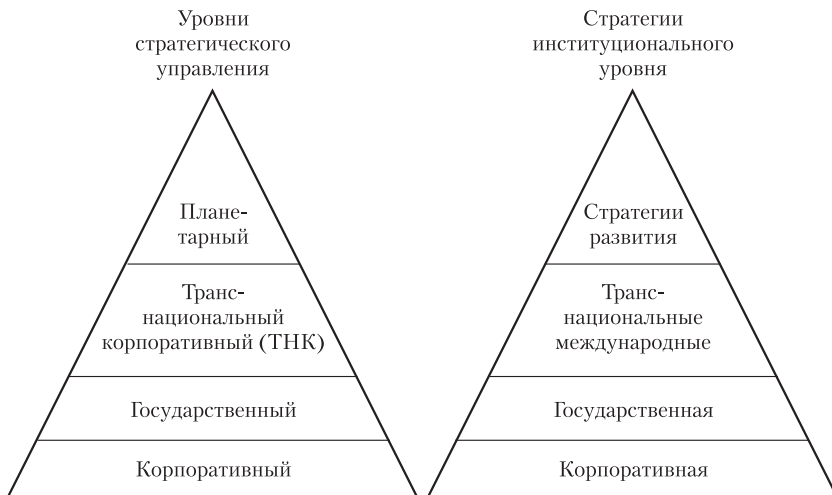 Уровни
стратегического
управления
Плане-
тарный
Транс-
национальный
корпоративный (ТНК)
Государственный
Корпоративный
Стратегии
институционального
уровня
Стратегии
развития
Транс-
национальные
международные
Государственная
Корпоративная